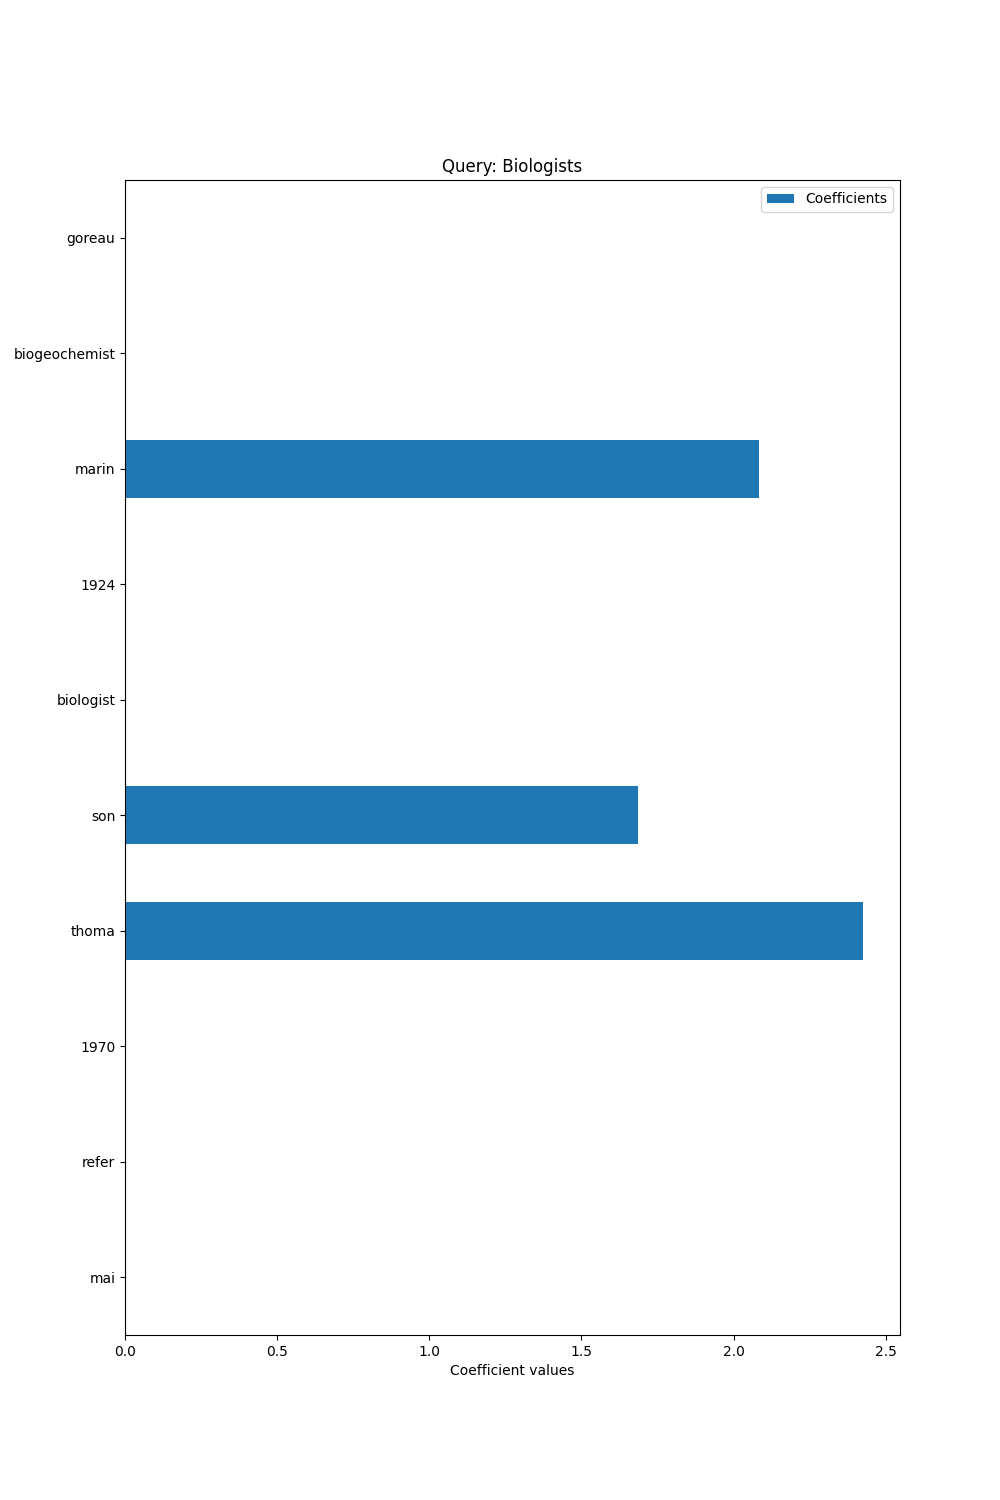 Query: Biologists
Coefficients
goreau
biogeochemist
marin
1924
biologist
son
thoma
1970
refer
mai
0.0 0.5 1.0 1.5 2.0 2.5
Coefficient values